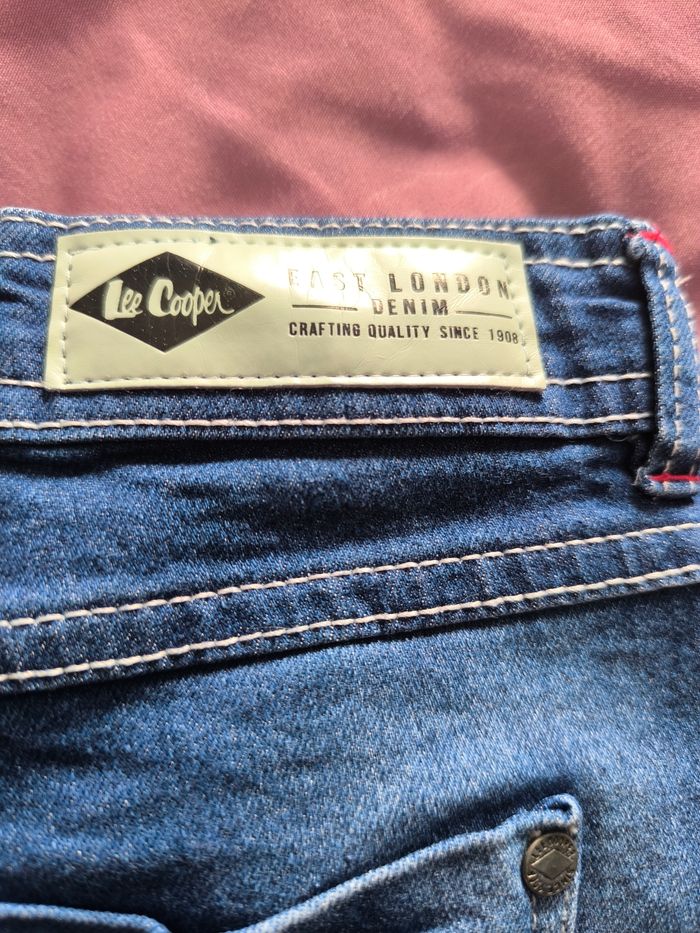 Lee Cooper
EAST LONDON
DENIM
CRAFTING QUALITY SINCE 1908